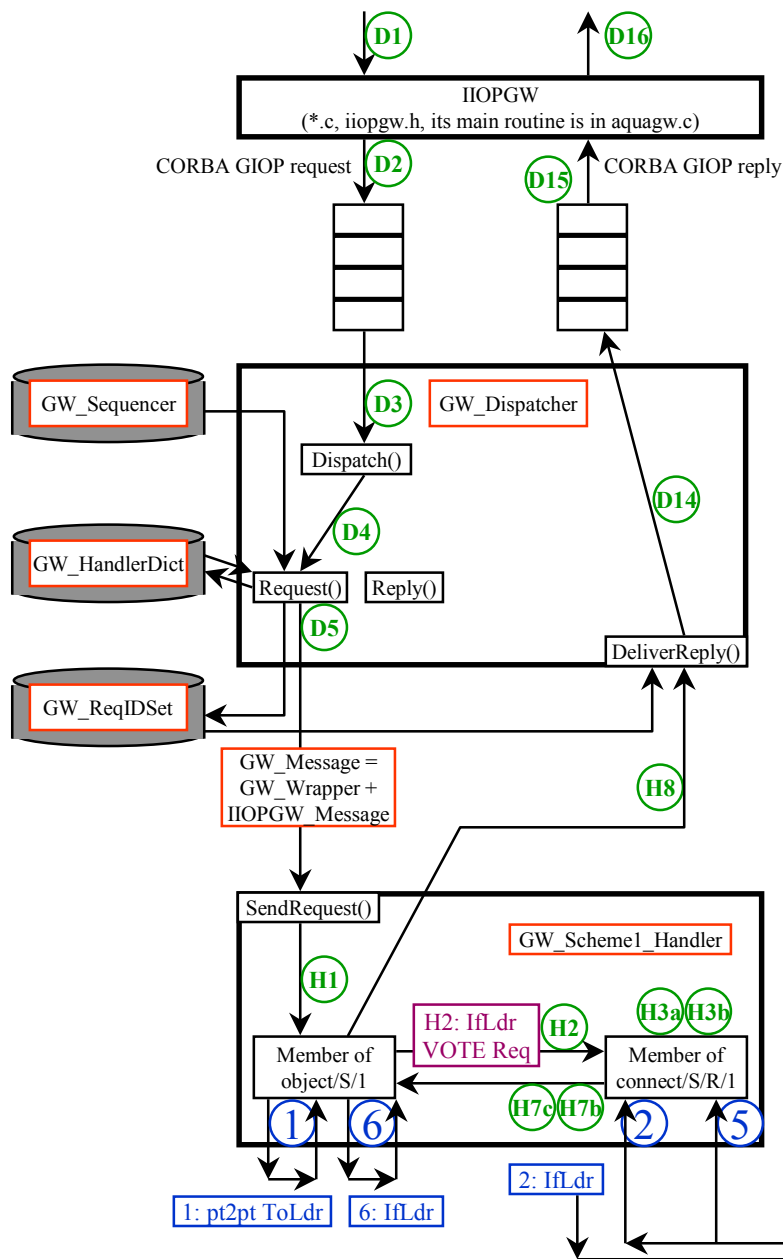 D1
D16
IIOPGW
(*.c, iiopgw.h, its main routine is in aquagw.c)
CORBA GIOP request
D2
D15
CORBA GIOP reply
GW_Sequencer
D3
GW_Dispatcher
Dispatch()
D14
D4
GW_HandlerDict
Request()
Reply()
D5
DeliverReply()
GW_ReqIDSet
GW_Message =
GW_Wrapper +
IIOPGW_Message
H8
SendRequest()
GW_Scheme1_Handler
H1
H2: IfLdr
VOTE Req
H2
H3a
H3b
Member of
object/S/1
Member of
connect/S/R/1
H7c
H7b
1
6
2
5
1: pt2pt ToLdr
6: IfLdr
2: IfLdr